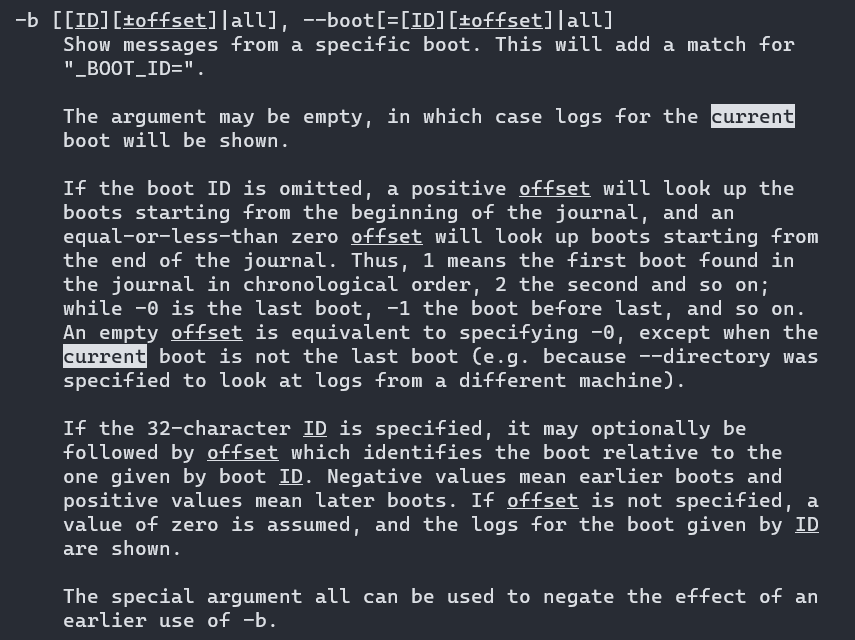 -b [[ID][±offset]|all], --boot[=[ID][±offset]|all]
Show messages from a specific boot. This will add a match for
"_BOOT_ID=".
The argument may be empty, in which case logs for the current
boot will be shown.
If the boot ID is omitted, a positive offset will look up the
boots starting from the beginning of the journal, and an
equal-or-less-than zero offset will look up boots starting from
the end of the journal. Thus, 1 means the first boot found in
the journal in chronological order, 2 the second and so on;
while -0 is the last boot, -1 the boot before last, and so on.
An empty offset is equivalent to specifying -0, except when the
current boot is not the last boot (e.g. because --directory was
specified to look at logs from a different machine).
If the 32-character ID is specified, it may optionally be
followed by offset which identifies the boot relative to the
one given by boot ID. Negative values mean earlier boots and
positive values mean later boots. If offset is not specified, a
value of zero is assumed, and the logs for the boot given by ID
are shown.
The special argument all can be used to negate the effect of an
earlier use of -b.